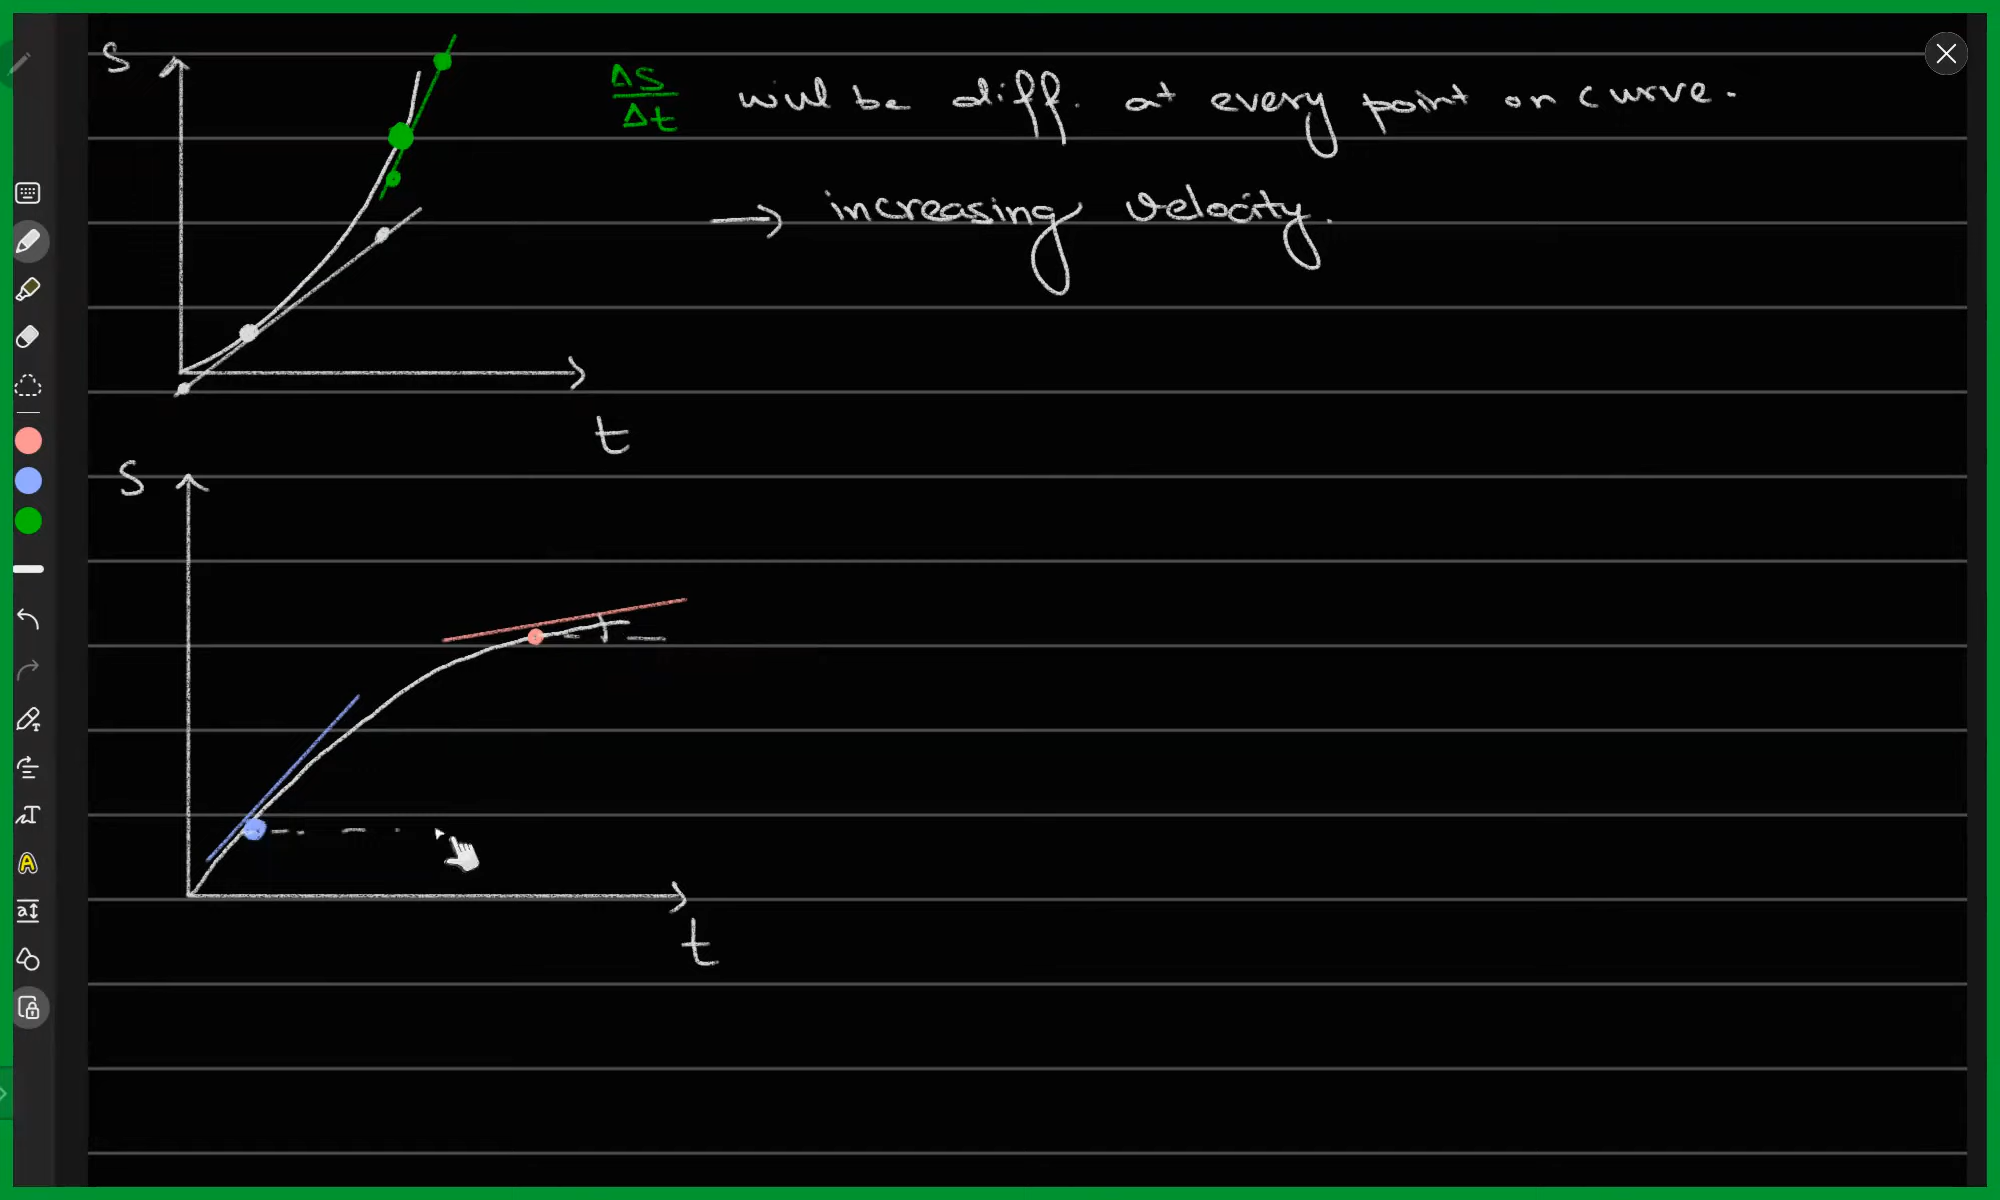 S
Δs/Δt will be diff. at every point on curve.
→ increasing velocity.
t
S
t